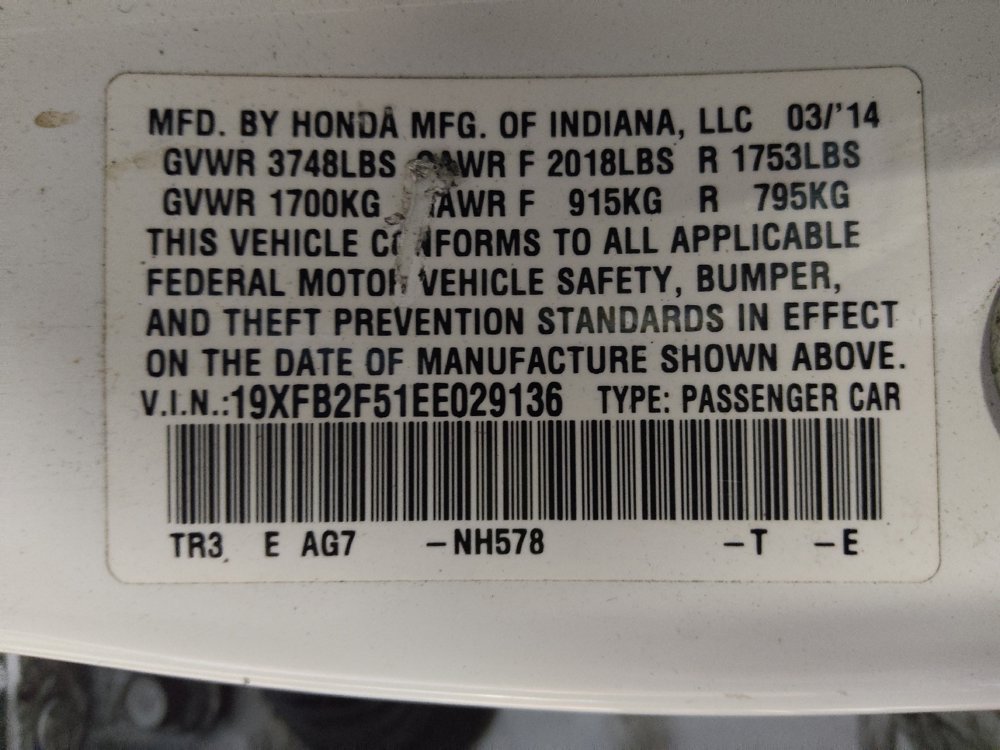 MFD. BY HONDA MFG. OF INDIANA, LLC 03/'14
GVWR 3748LBS GAWR F 2018LBS R 1753LBS
GVWR 1700KG GAWR F 915KG R 795KG
THIS VEHICLE CONFORMS TO ALL APPLICABLE
FEDERAL MOTOR VEHICLE SAFETY, BUMPER,
AND THEFT PREVENTION STANDARDS IN EFFECT
ON THE DATE OF MANUFACTURE SHOWN ABOVE.
V.I.N.:19XFB2F51EE029136 TYPE: PASSENGER CAR
TR3 E AG7 -NH578 -T -E